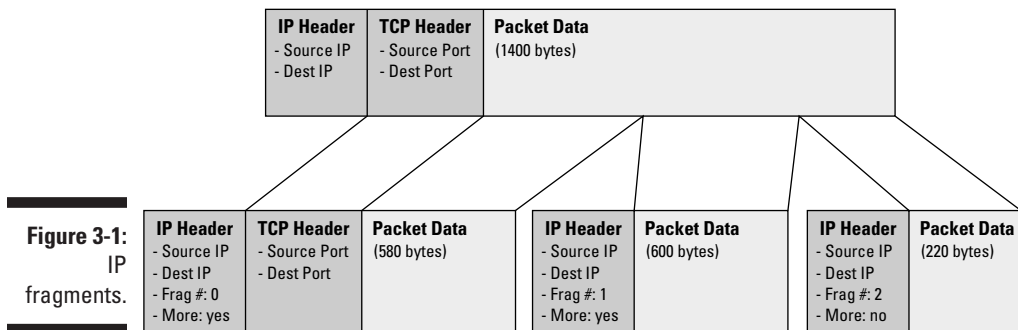 IP Header
- Source IP
- Dest IP
TCP Header
- Source Port
- Dest Port
Packet Data
(1400 bytes)
Figure 3-1:
IP
fragments.
IP Header
- Source IP
- Dest IP
- Frag #: 0
- More: yes
TCP Header
- Source Port
- Dest Port
Packet Data
(580 bytes)
IP Header
- Source IP
- Dest IP
- Frag #: 1
- More: yes
Packet Data
(600 bytes)
IP Header
- Source IP
- Dest IP
- Frag #: 2
- More: no
Packet Data
(220 bytes)